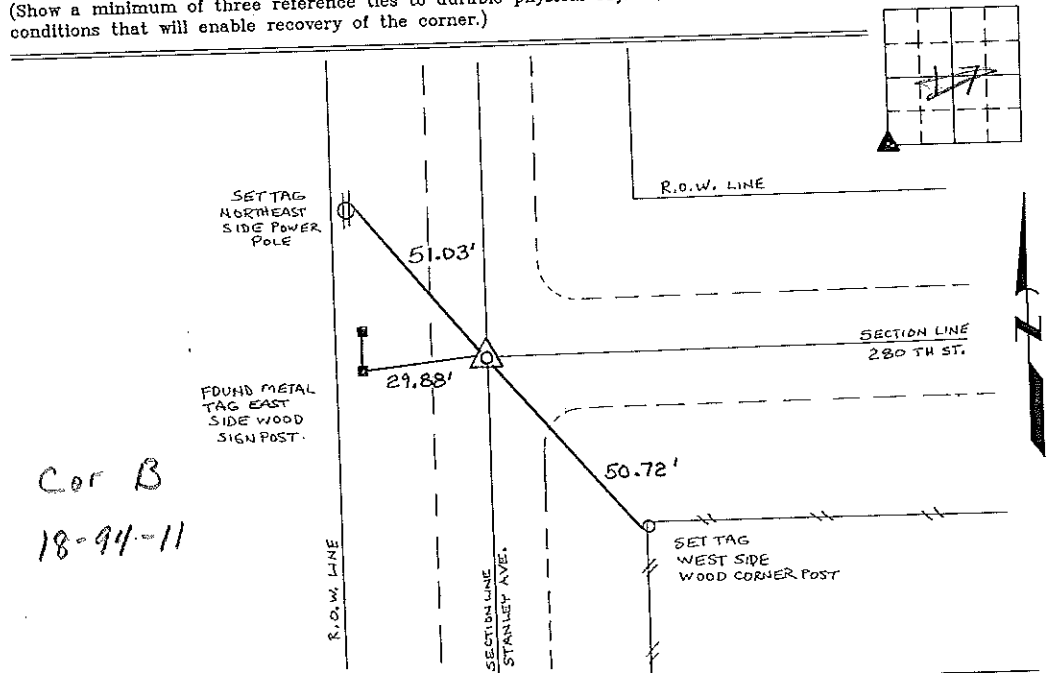 (Show a minimum of three reference ties to durable physical
conditions that will enable recovery of the corner.)
R.O.W. LINE
SET TAG
NORTHEAST
SIDE POWER
POLE
51.03'
SECTION LINE
280 TH ST.
N
29.88'
FOUND METAL
TAG EAST
SIDE WOOD
SIGN POST.
50.72'
Cor B
18-94-11
SET TAG
WEST SIDE
WOOD CORNER POST
R.O.W. LINE
SECTION LINE
STANLEY AVE.